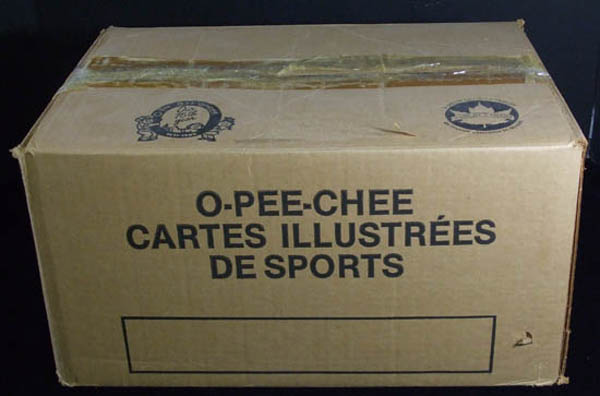 O-PEE-CHEE
CARTES ILLUSTRÉES
DE SPORTS